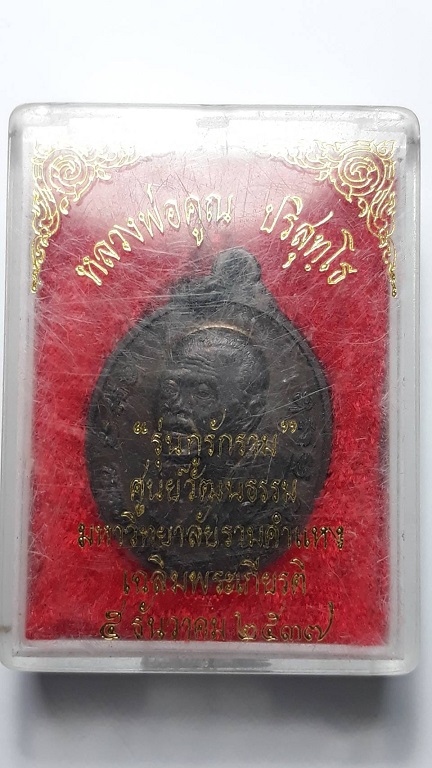 หลวงพ่อคูณ ปริสุทฺโธ
"รุ่นกูรักราม"
ศูนย์วัฒนธรรม
มหาวิทยาลัยรามคำแหง
เฉลิมพระเกียรติ
๕ ธันวาคม ๒๕๓๗